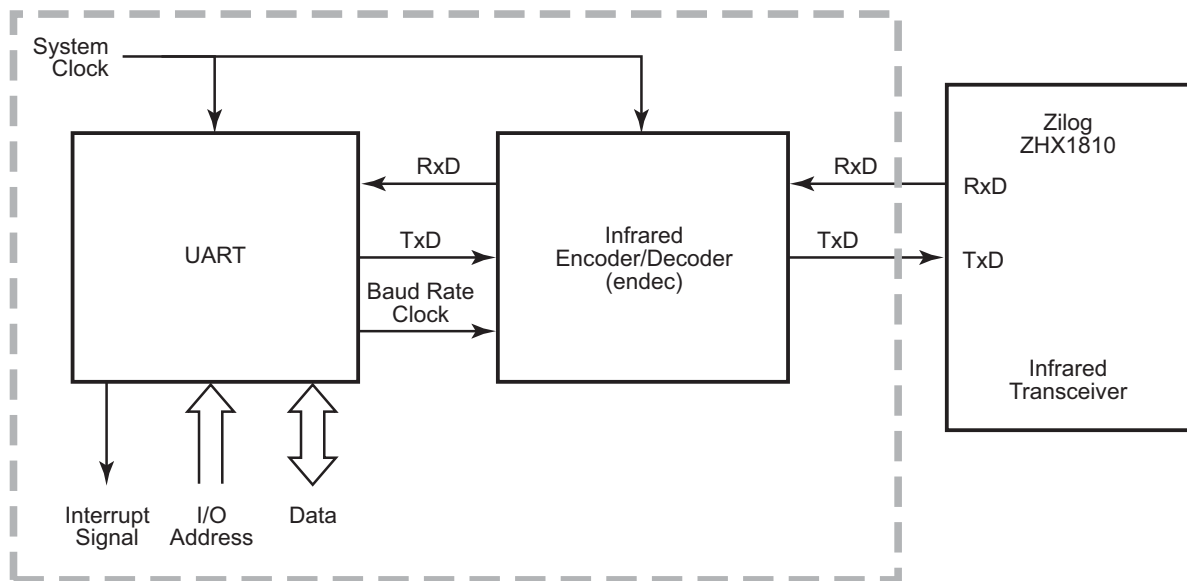 System
Clock
Zilog
ZHX1810
RxD
RxD
RxD
UART
TxD
Infrared
Encoder/Decoder
(endec)
TxD
TxD
Baud Rate
Clock
Infrared
Transceiver
Interrupt
Signal
I/O
Address
Data